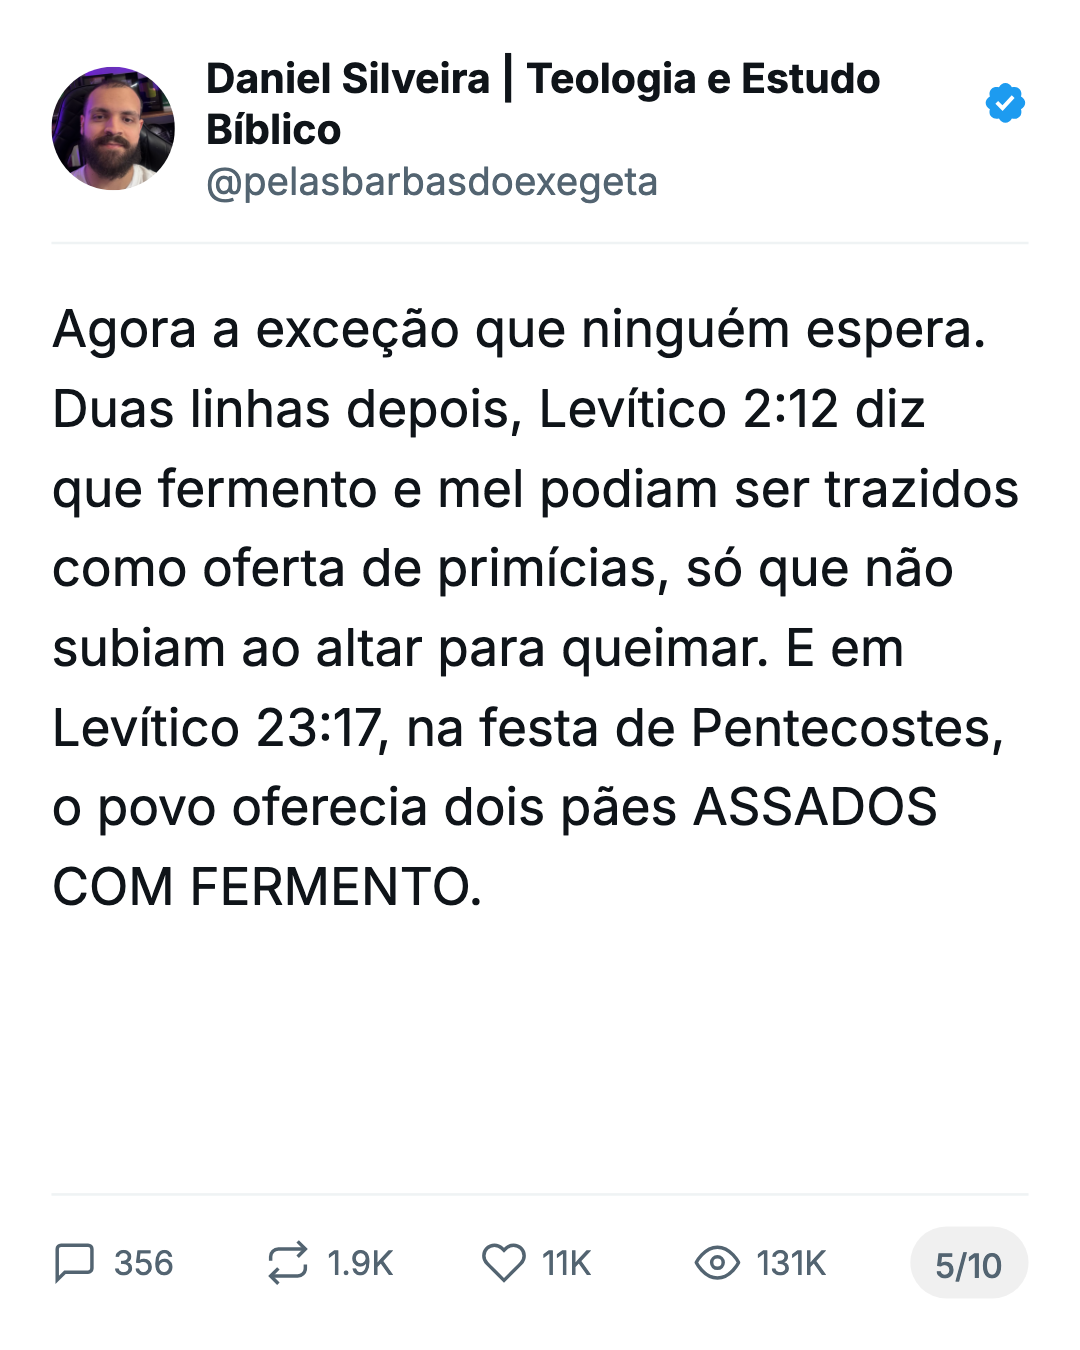 Daniel Silveira | Teologia e Estudo
Bíblico
@pelasbarbasdoexegeta
Agora a exceção que ninguém espera.
Duas linhas depois, Levítico 2:12 diz
que fermento e mel podiam ser trazidos
como oferta de primícias, só que não
subiam ao altar para queimar. E em
Levítico 23:17, na festa de Pentecostes,
o povo oferecia dois pães ASSADOS
COM FERMENTO.
356 1.9K 11K 131K 5/10